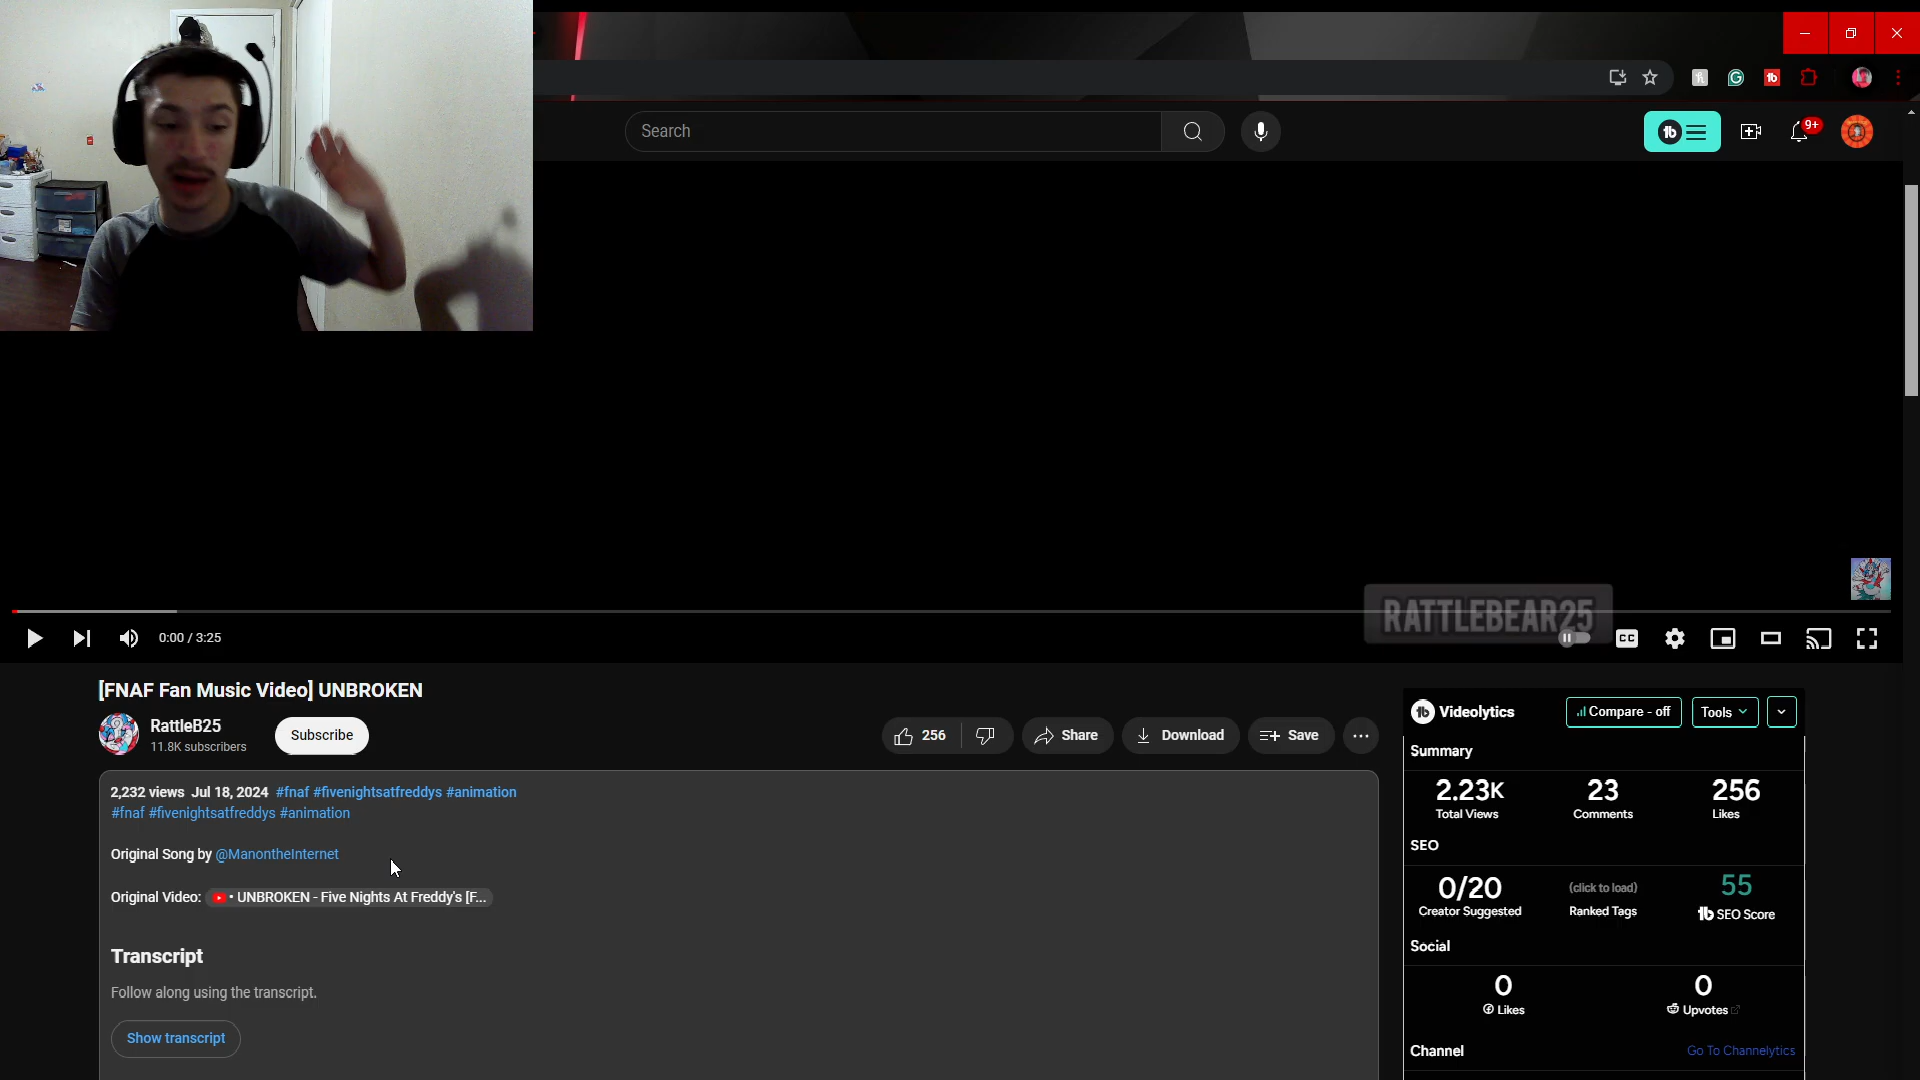 Search
9+
RATTLEBEAR25
0:00 / 3:25
CC
[FNAF Fan Music Video] UNBROKEN
RattleB25
11.8K subscribers
Subscribe
256
Share
Download
Save
2,232 views Jul 18, 2024 #fnaf #fivenightsatfreddys #animation
#fnaf #fivenightsatfreddys #animation
Original Song by @ManontheInternet
Original Video: • UNBROKEN - Five Nights At Freddy's [F...
Transcript
Follow along using the transcript.
Show transcript
Videolytics
Compare - off
Tools
Summary
2.23K
Total Views
23
Comments
256
Likes
SEO
0/20
Creator Suggested
(click to load)
Ranked Tags
55
SEO Score
Social
0
Likes
0
Upvotes
Channel
Go To Channelytics